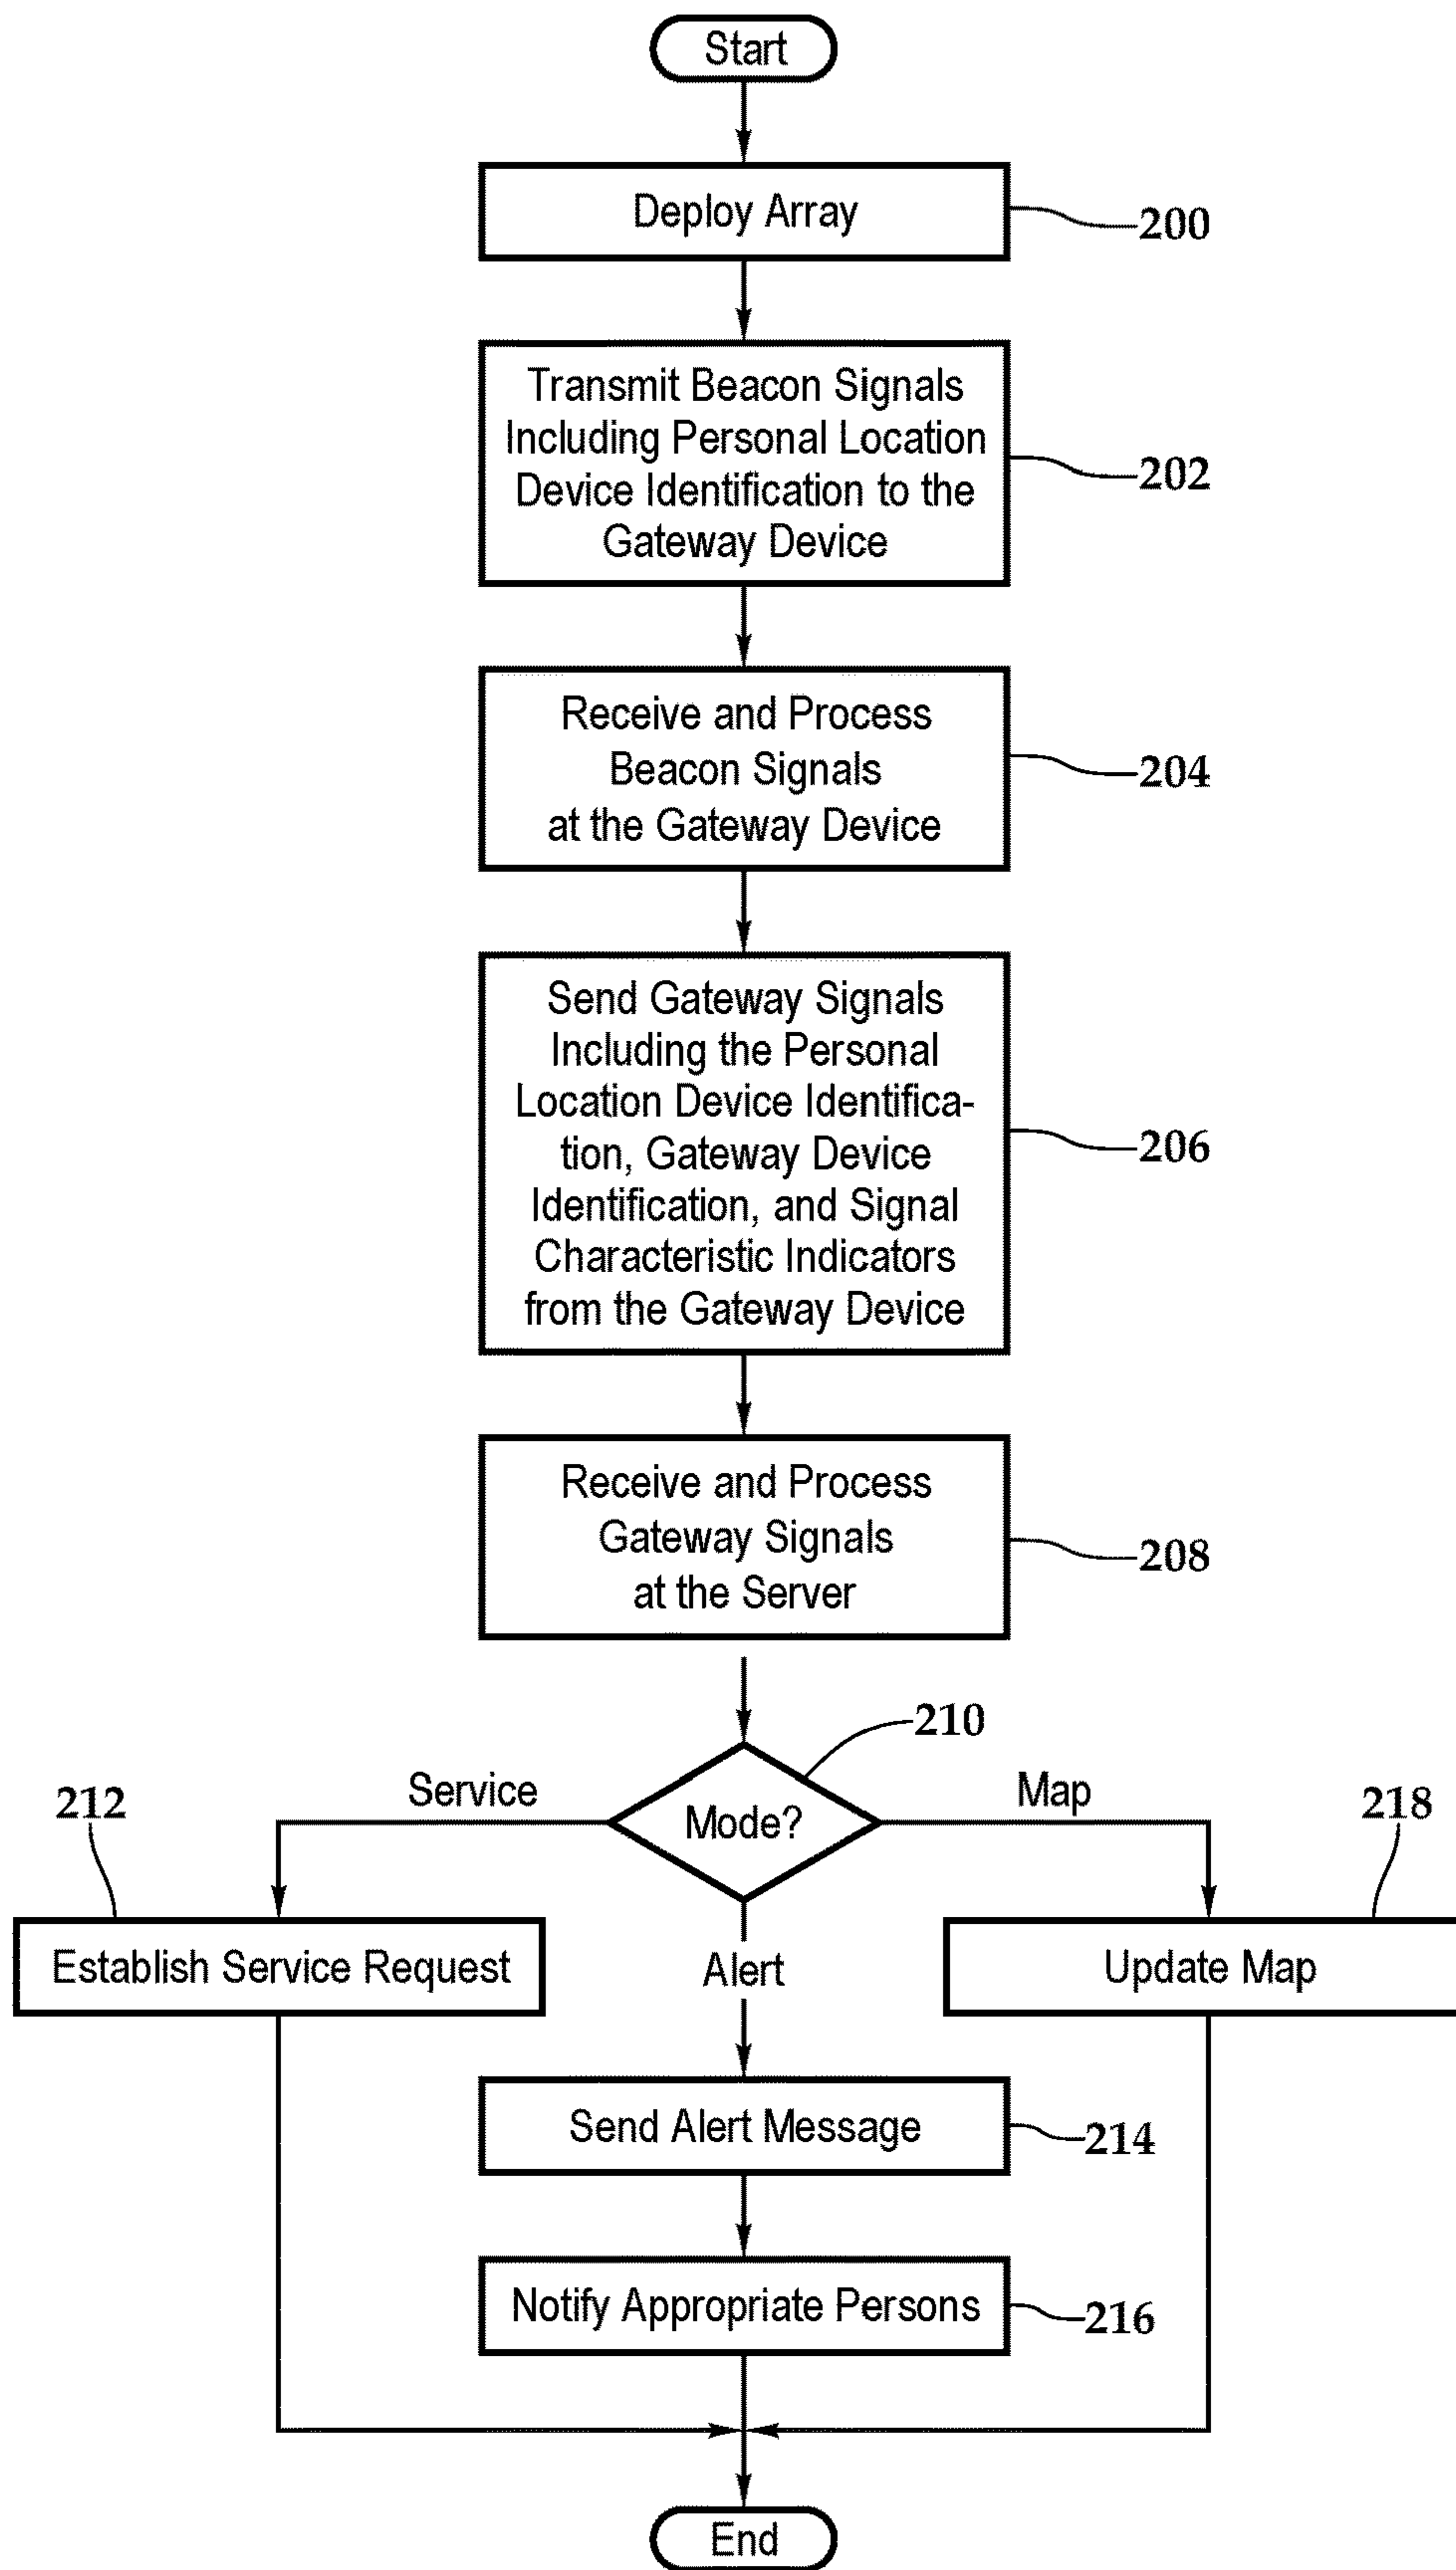 Start
Deploy Array
200
Transmit Beacon Signals
Including Personal Location
Device Identification to the
Gateway Device
202
Receive and Process
Beacon Signals
at the Gateway Device
204
Send Gateway Signals
Including the Personal
Location Device Identifica-
tion, Gateway Device
Identification, and Signal
Characteristic Indicators
from the Gateway Device
206
Receive and Process
Gateway Signals
at the Server
208
210
Mode?
Service
Map
212
218
Establish Service Request
Alert
Update Map
Send Alert Message
214
Notify Appropriate Persons
216
End